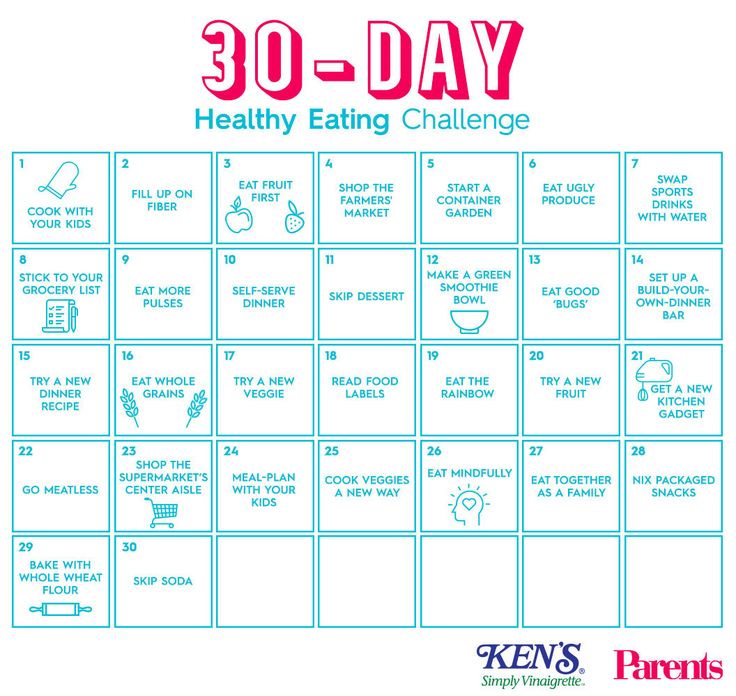 30-DAY
Healthy Eating Challenge
1
COOK WITH
YOUR KIDS
2
FILL UP ON
FIBER
3
EAT FRUIT
FIRST
4
SHOP THE
FARMERS'
MARKET
5
START A
CONTAINER
GARDEN
6
EAT UGLY
PRODUCE
7
SWAP
SPORTS
DRINKS
WITH WATER
8
STICK TO YOUR
GROCERY LIST
9
EAT MORE
PULSES
10
SELF-SERVE
DINNER
11
SKIP DESSERT
12
MAKE A GREEN
SMOOTHIE
BOWL
13
EAT GOOD
'BUGS'
14
SET UP A
BUILD-YOUR-
OWN-DINNER
BAR
15
TRY A NEW
DINNER
RECIPE
16
EAT WHOLE
GRAINS
17
TRY A NEW
VEGGIE
18
READ FOOD
LABELS
19
EAT THE
RAINBOW
20
TRY A NEW
FRUIT
21
GET A NEW
KITCHEN
GADGET
22
GO MEATLESS
23
SHOP THE
SUPERMARKET'S
CENTER AISLE
24
MEAL-PLAN
WITH YOUR
KIDS
25
COOK VEGGIES
A NEW WAY
26
EAT MINDFULLY
27
EAT TOGETHER
AS A FAMILY
28
NIX PACKAGED
SNACKS
29
BAKE WITH
WHOLE WHEAT
FLOUR
30
SKIP SODA
KEN'S®
Simply Vinaigrette™
Parents